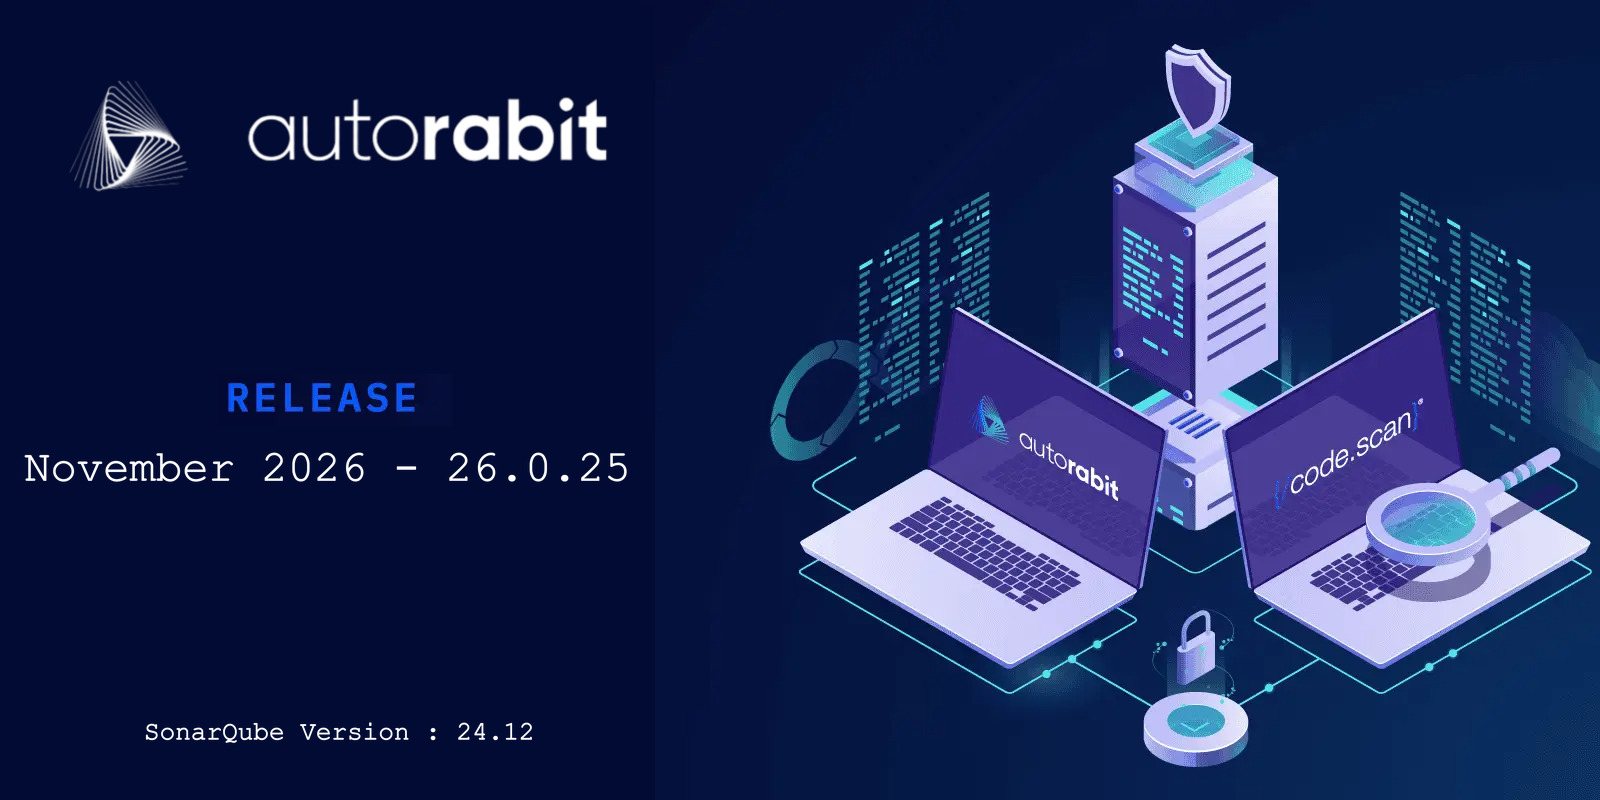 autorabit
RELEASE
November 2026 - 26.0.25
SonarQube Version : 24.12
autorabit
{/code.scan}®